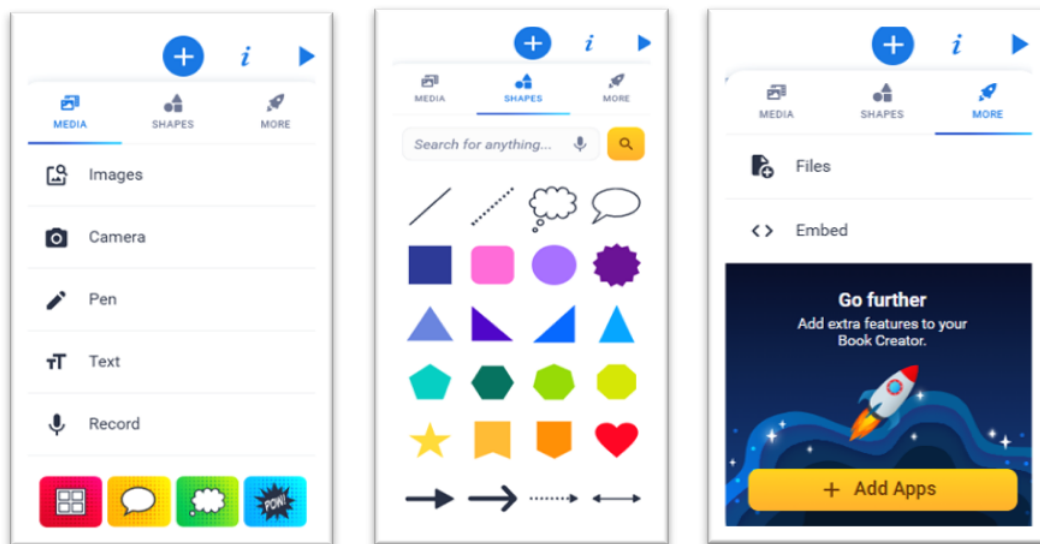 i
MEDIA SHAPES MORE
Images
Camera
Pen
Text
Record
POW!
i
MEDIA SHAPES MORE
Search for anything...
i
MEDIA SHAPES MORE
Files
Embed
Go further
Add extra features to your
Book Creator.
+ Add Apps